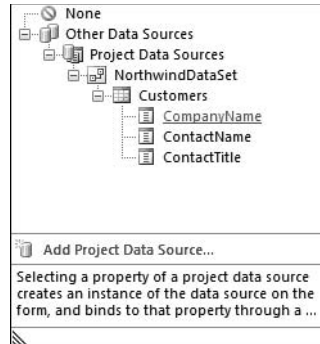 None
Other Data Sources
Project Data Sources
NorthwindDataSet
Customers
CompanyName
ContactName
ContactTitle
Add Project Data Source...
Selecting a property of a project data source
creates an instance of the data source on the
form, and binds to that property through a ...